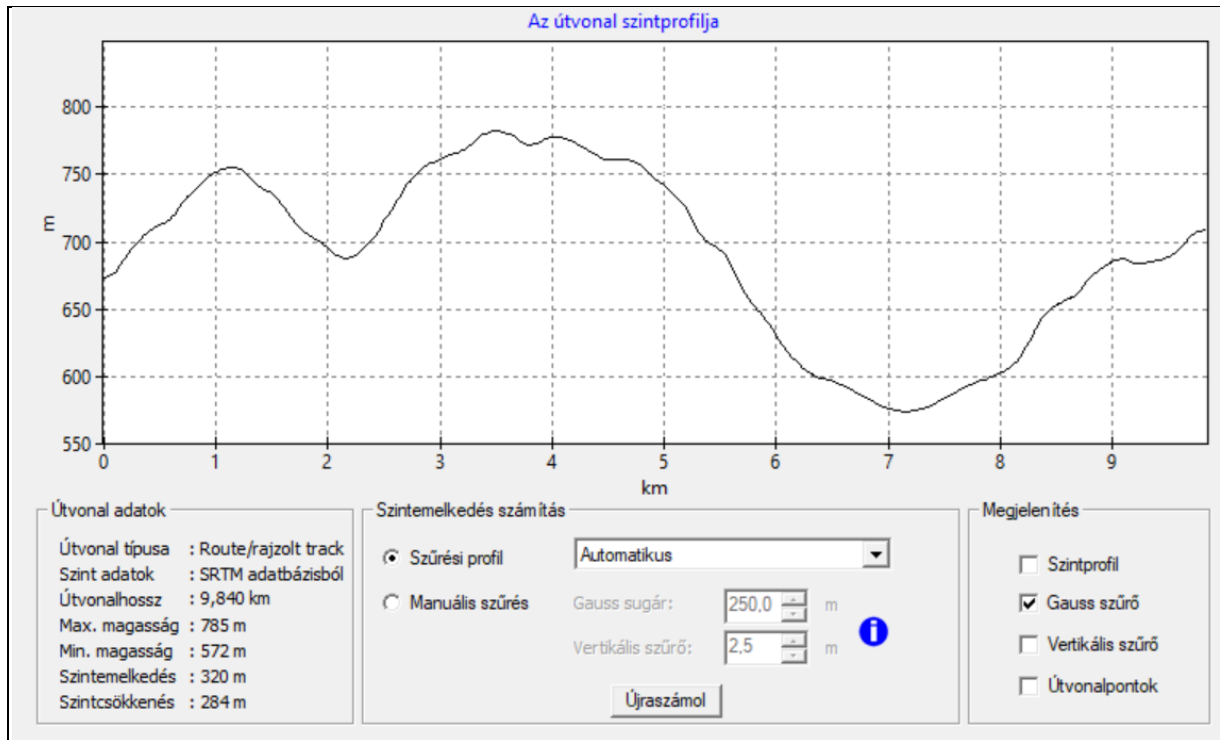 Az útvonal szintprofilja
800
750
700
m
650
600
550
0 1 2 3 4 5 6 7 8 9
km
Útvonal adatok
Útvonal típusa : Route/rajzolt track
Szint adatok : SRTM adatbázisból
Útvonalhossz : 9,840 km
Max. magasság : 785 m
Min. magasság : 572 m
Szintemelkedés : 320 m
Szintcsökkenés : 284 m
Szintemelkedés számítás
Szűrési profil Automatikus
Manuális szűrés Gauss sugár: 250,0 m
Vertikális szűrő: 2,5 m
i
Újraszámol
Megjelenítés
Szintprofil
Gauss szűrő
Vertikális szűrő
Útvonalpontok